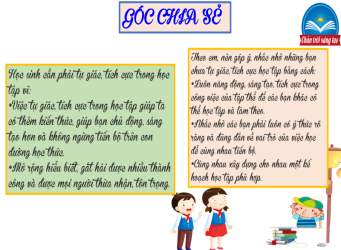 GÓC CHIA SẺ
Chân trời sáng tạo
Học sinh cần phải tự giác, tích cực trong học
tập vì:
•Việc tự giác, tích cực trong học tập giúp ta
có thêm kiến thức, giúp bạn chủ động, sáng
tạo hơn và không ngừng tiến bộ trên con
đường học thức.
•Mở rộng hiểu biết, gặt hái được nhiều thành
công và được mọi người thừa nhận, tôn trọng.
Theo em, nên góp ý, nhắc nhở những bạn
chưa tự giác, tích cực học tập bằng cách:
•Luôn năng động, sáng tạo, tích cực trong
công việc của tập thể để các bạn khác có
thể học tập và làm theo.
•Nhắc nhở các bạn luôn có ý thức rõ
ràng và đúng đắn về vai trò của việc học
để cùng nhau tiến bộ.
•Cùng nhau xây dựng cho nhau một kế
hoạch học tập phù hợp.